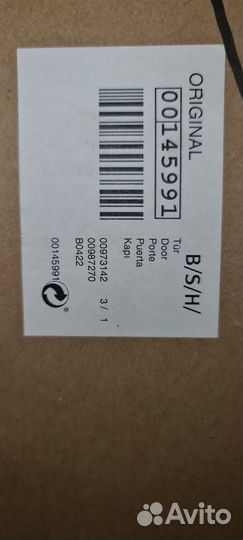 ORIGINAL
00145991
B/S/H/
Tür
Door
Porte
Puerta
Kapı
00973142 3 / 1
00987270
B0422
00145991
®
Avito